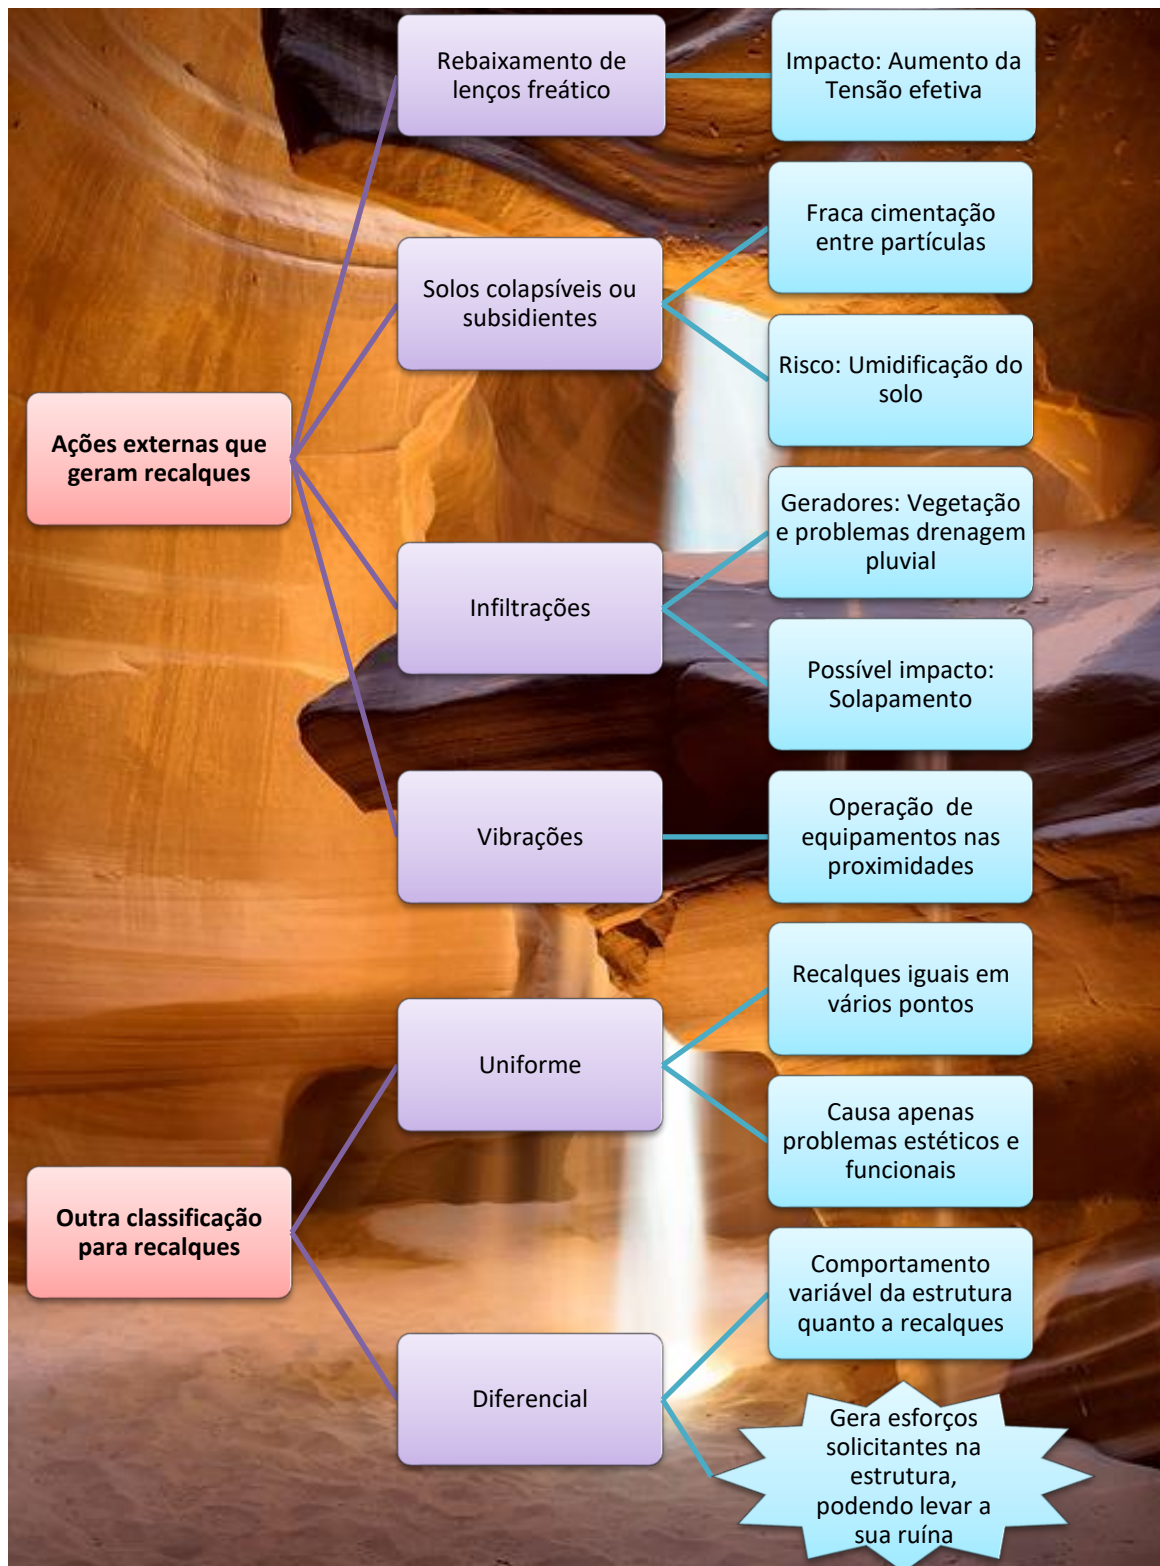 Rebaixamento de
lenços freático
Impacto: Aumento da
Tensão efetiva
Fraca cimentação
entre partículas
Solos colapsíveis ou
subsidientes
Risco: Umidificação do
solo
Ações externas que
geram recalques
Geradores: Vegetação
e problemas drenagem
pluvial
Infiltrações
Possível impacto:
Solapamento
Vibrações
Operação de
equipamentos nas
proximidades
Recalques iguais em
vários pontos
Uniforme
Causa apenas
problemas estéticos e
funcionais
Outra classificação
para recalques
Comportamento
variável da estrutura
quanto a recalques
Diferencial
Gera esforços
solicitantes na
estrutura,
podendo levar a
sua ruína